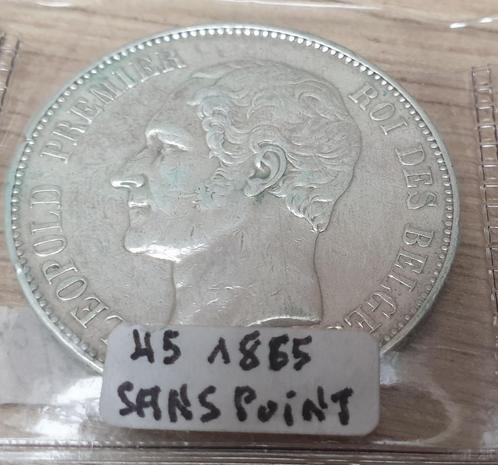 LEOPOLD PREMIER ROI DES BELGES
45 1865
SANS POINT